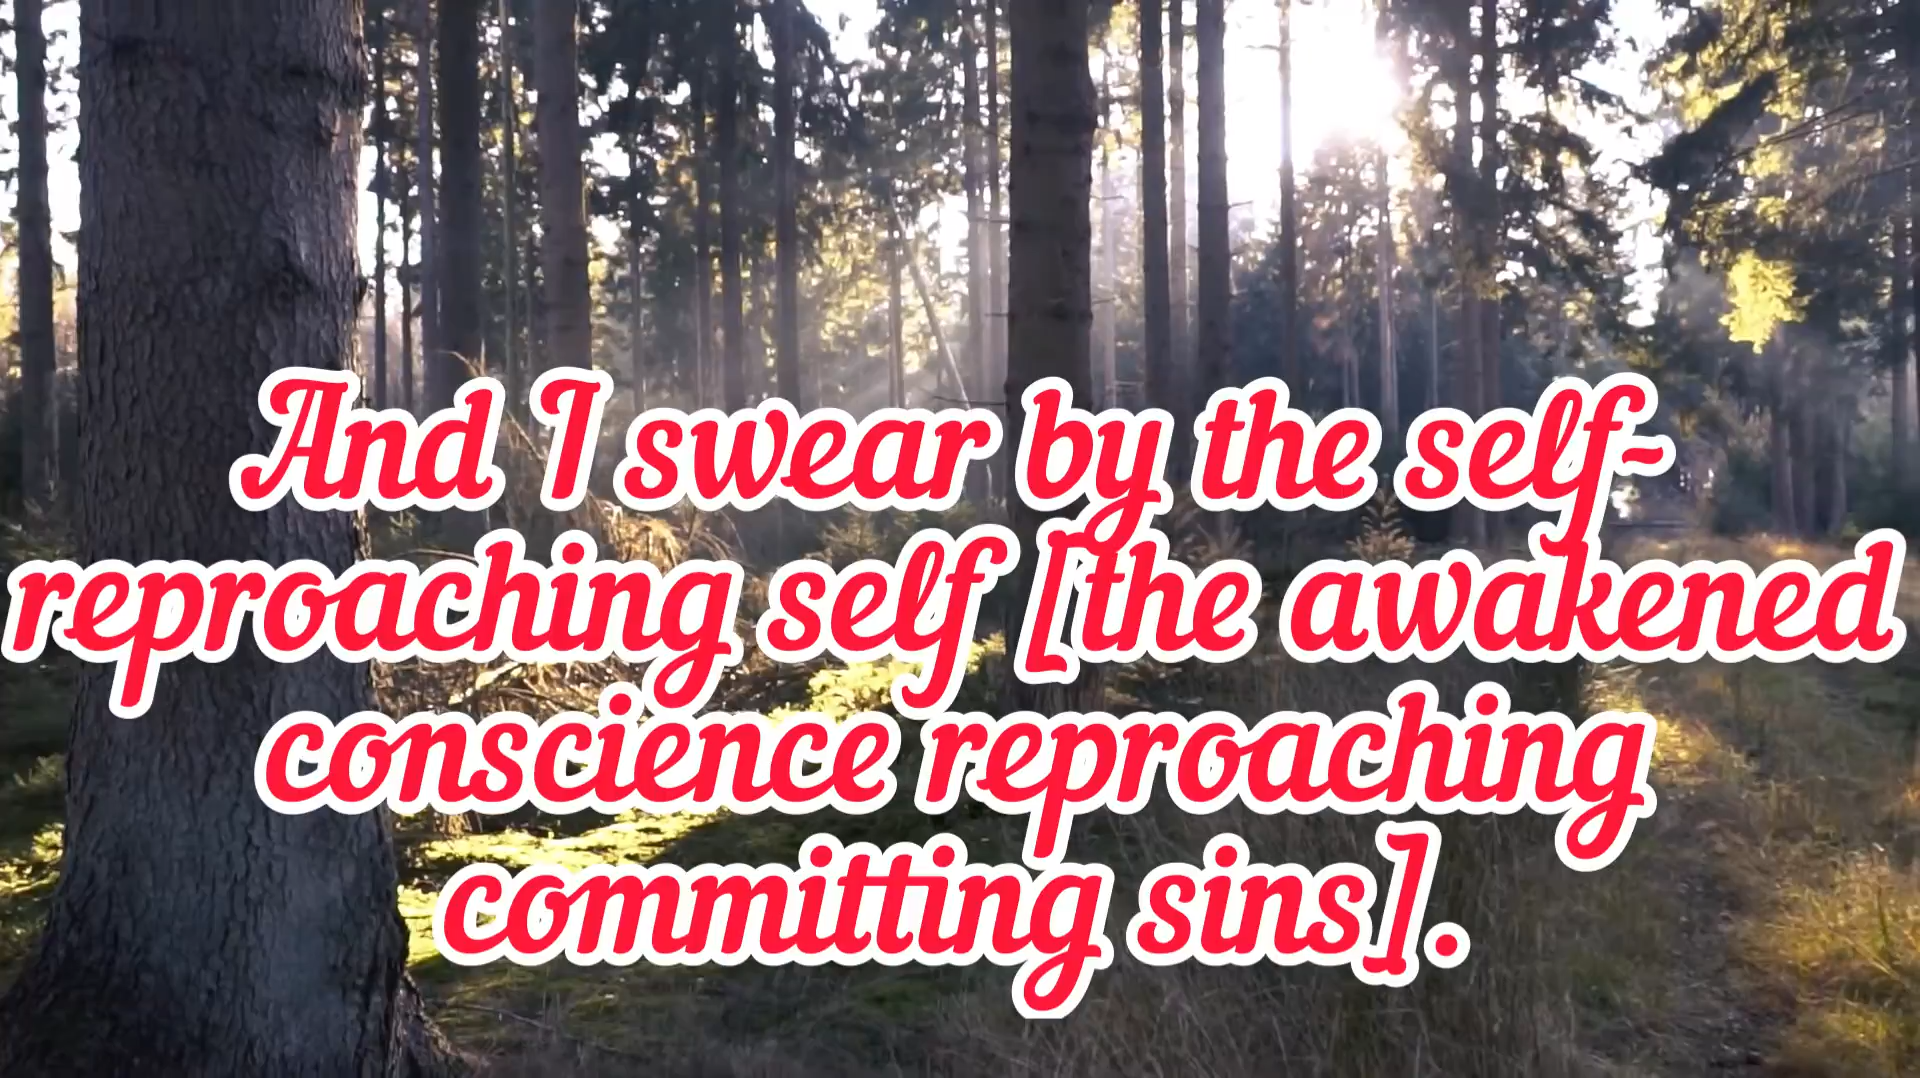 And I swear by the self-
reproaching self [the awakened
conscience reproaching
committing sins].